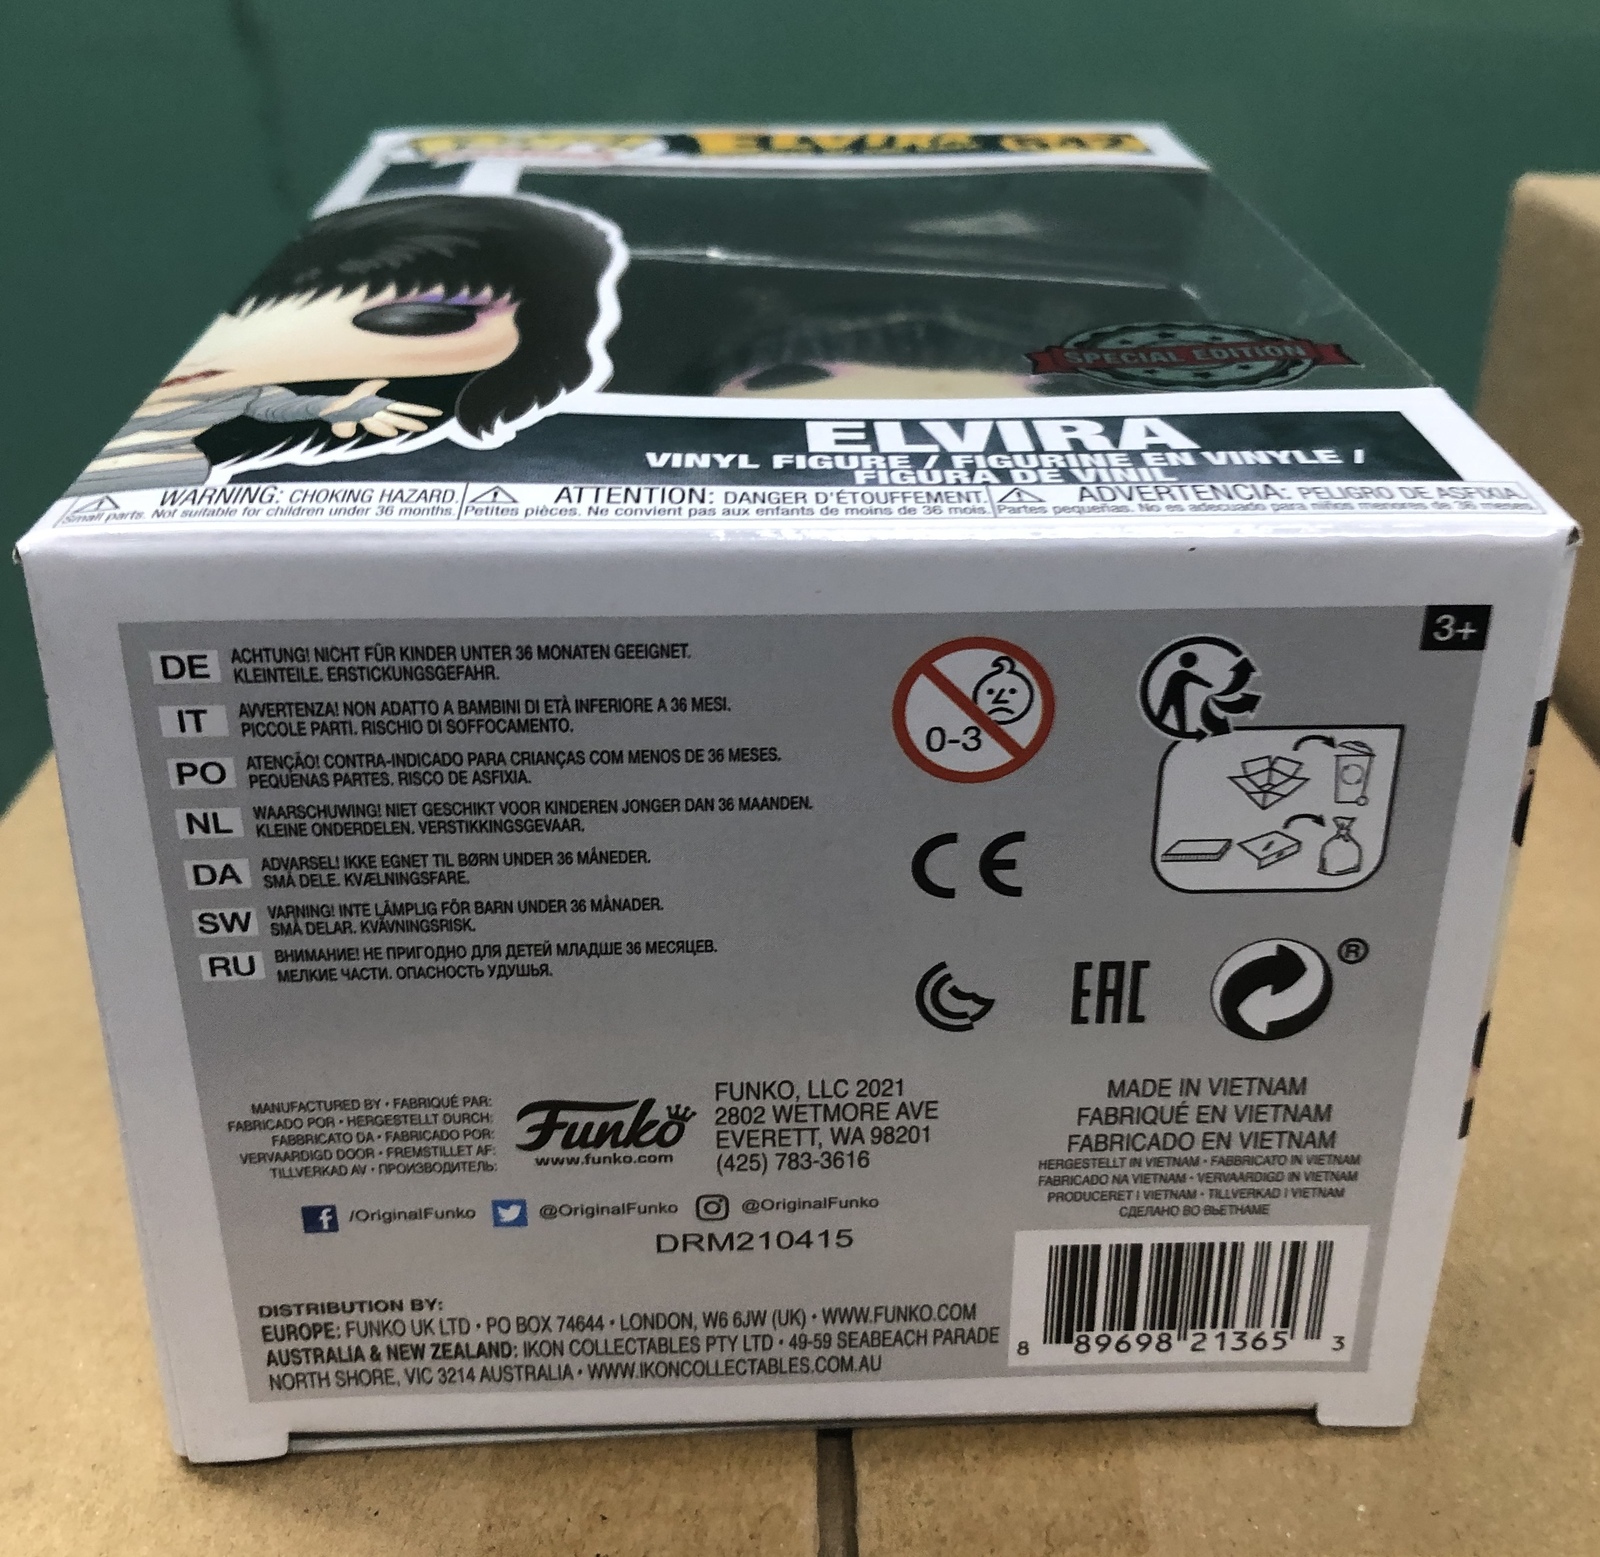 ELVIRA 542
SPECIAL EDITION
ELVIRA
VINYL FIGURE / FIGURINE EN VINYLE /
FIGURA DE VINIL
WARNING: CHOKING HAZARD.
Small parts. Not suitable for children under 36 months.
ATTENTION: DANGER D'ÉTOUFFEMENT.
Petites pièces. Ne convient pas aux enfants de moins de 36 mois.
ADVERTENCIA: PELIGRO DE ASFIXIA.
Partes pequeñas. No es adecuado para niños menores de 36 meses.
3+
DE ACHTUNG! NICHT FÜR KINDER UNTER 36 MONATEN GEEIGNET.
KLEINTEILE. ERSTICKUNGSGEFAHR.
IT AVVERTENZA! NON ADATTO A BAMBINI DI ETÀ INFERIORE A 36 MESI.
PICCOLE PARTI. RISCHIO DI SOFFOCAMENTO.
PO ATENÇÃO! CONTRA-INDICADO PARA CRIANÇAS COM MENOS DE 36 MESES.
PEQUENAS PARTES. RISCO DE ASFIXIA.
NL WAARSCHUWING! NIET GESCHIKT VOOR KINDEREN JONGER DAN 36 MAANDEN.
KLEINE ONDERDELEN. VERSTIKKINGSGEVAAR.
DA ADVARSEL! IKKE EGNET TIL BØRN UNDER 36 MÅNEDER.
SMÅ DELE. KVÆLNINGSFARE.
SW VARNING! INTE LÄMPLIG FÖR BARN UNDER 36 MÅNADER.
SMÅ DELAR. KVÄVNINGSRISK.
RU ВНИМАНИЕ! НЕ ПРИГОДНО ДЛЯ ДЕТЕЙ МЛАДШЕ 36 МЕСЯЦЕВ.
МЕЛКИЕ ЧАСТИ. ОПАСНОСТЬ УДУШЬЯ.
0-3
CE
EAC
®
MANUFACTURED BY • FABRIQUÉ PAR:
FABRICADO POR • HERGESTELLT DURCH:
FABBRICATO DA • FABRICADO POR:
VERVAARDIGD DOOR • FREMSTILLET AF:
TILLVERKAD AV • ПРОИЗВОДИТЕЛЬ:
Funko
www.funko.com
FUNKO, LLC 2021
2802 WETMORE AVE
EVERETT, WA 98201
(425) 783-3616
/OriginalFunko @OriginalFunko @OriginalFunko
DRM210415
MADE IN VIETNAM
FABRIQUÉ EN VIETNAM
FABRICADO EN VIETNAM
HERGESTELLT IN VIETNAM • FABBRICATO IN VIETNAM
FABRICADO NA VIETNAM • VERVAARDIGD IN VIETNAM
PRODUCERET I VIETNAM • TILLVERKAD I VIETNAM
СДЕЛАНО ВО ВЬЕТНАМЕ
DISTRIBUTION BY:
EUROPE: FUNKO UK LTD • PO BOX 74644 • LONDON, W6 6JW (UK) • WWW.FUNKO.COM
AUSTRALIA & NEW ZEALAND: IKON COLLECTABLES PTY LTD • 49-59 SEABEACH PARADE
NORTH SHORE, VIC 3214 AUSTRALIA • WWW.IKONCOLLECTABLES.COM.AU
8 89698 21365 3